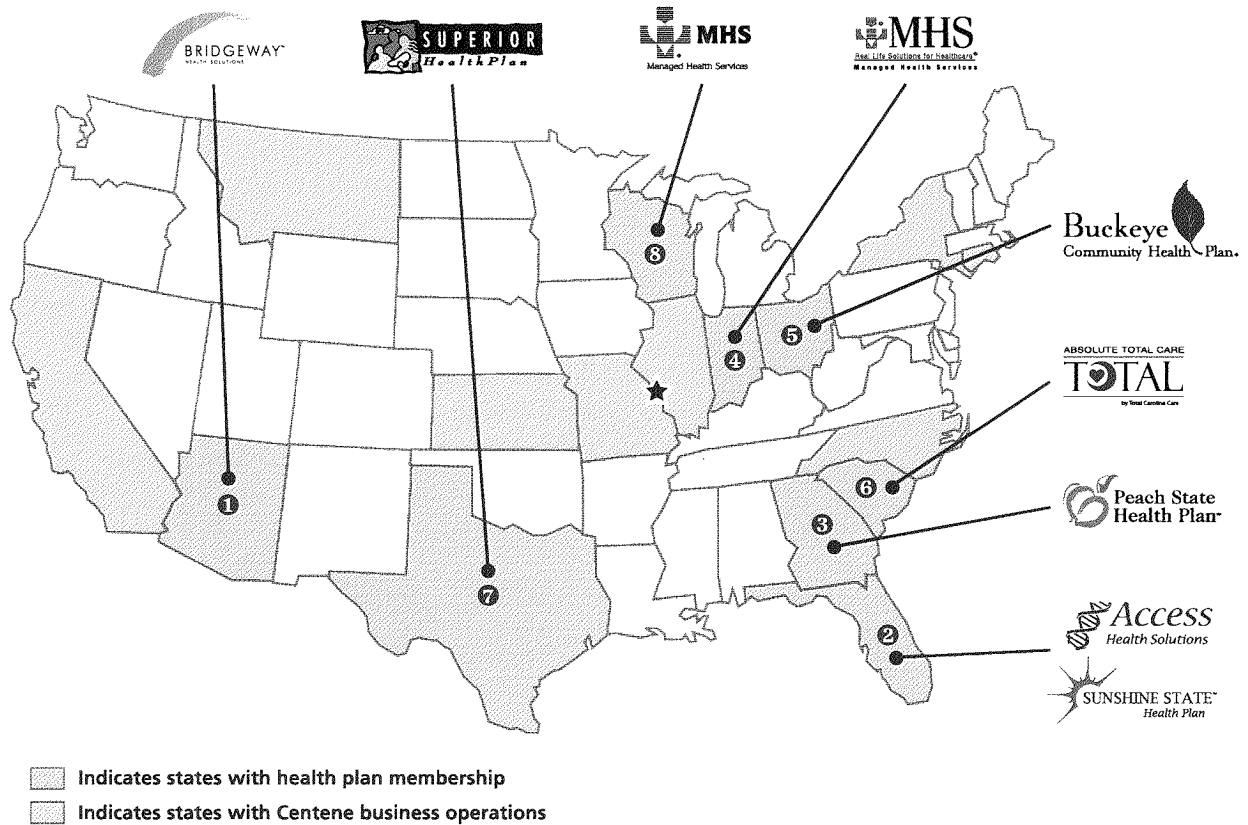 BRIDGEWAY™
HEALTH SOLUTIONS
SUPERIOR
HealthPlan
MHS
Managed Health Services
MHS
Real Life Solutions for Healthcare®
Managed Health Services
Buckeye
Community Health Plan.
ABSOLUTE TOTAL CARE
TOTAL
by Total Carolina Care
Peach State
Health Plan™
Access
Health Solutions
SUNSHINE STATE™
Health Plan
8
5
4
6
1
3
7
2
Indicates states with health plan membership
Indicates states with Centene business operations